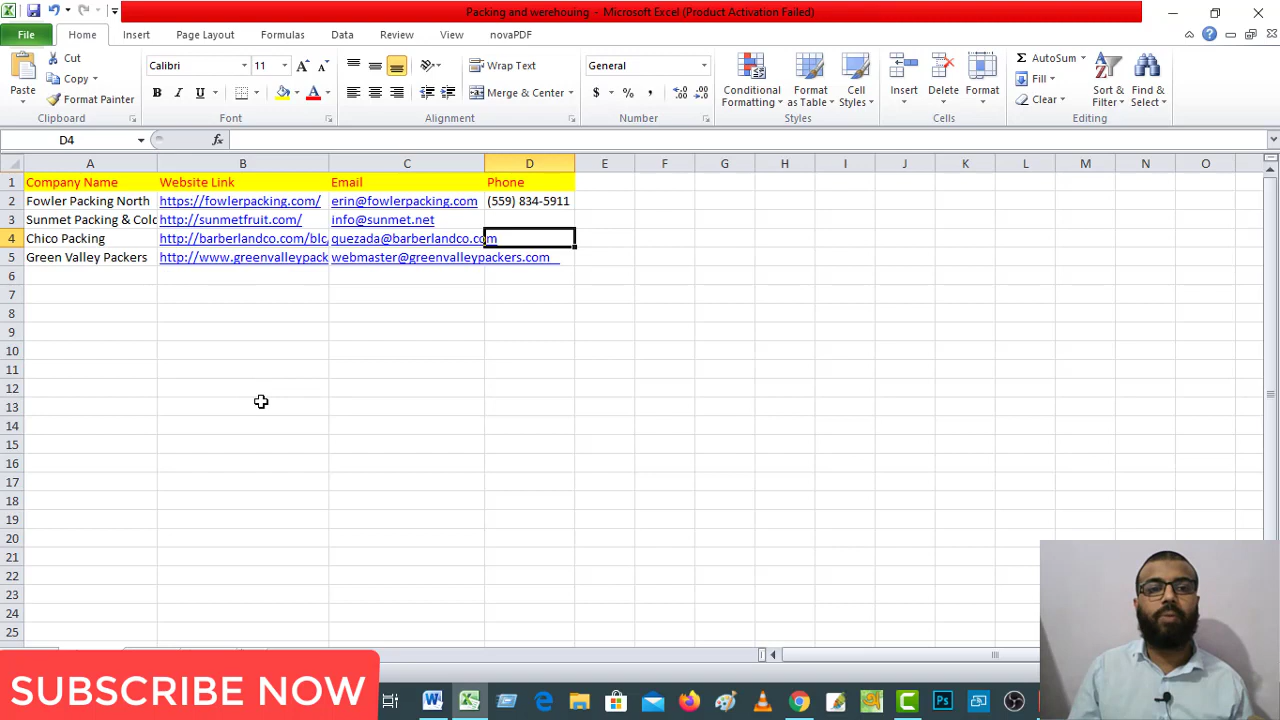 Packing and werehouing - Microsoft Excel (Product Activation Failed)
File Home Insert Page Layout Formulas Data Review View novaPDF
Paste Cut Copy Format Painter Clipboard
Calibri 11 B I U A Font
Wrap Text Merge & Center Alignment
General $ % , Number
Conditional Formatting Format as Table Cell Styles Styles
Insert Delete Format Cells
Σ AutoSum Fill Clear Sort & Filter Find & Select Editing
D4 fx
A B C D E F G H I J K L M N O
1 Company Name Website Link Email Phone
2 Fowler Packing North https://fowlerpacking.com/ erin@fowlerpacking.com (559) 834-5911
3 Sunmet Packing & Colc http://sunmetfruit.com/ info@sunmet.net
4 Chico Packing http://barberlandco.com/blc, quezada@barberlandco.com
5 Green Valley Packers http://www.greenvalleypack webmaster@greenvalleypackers.com
6
7
8
9
10
11
12
13
14
15
16
17
18
19
20
21
22
23
24
25
SUBSCRIBE NOW